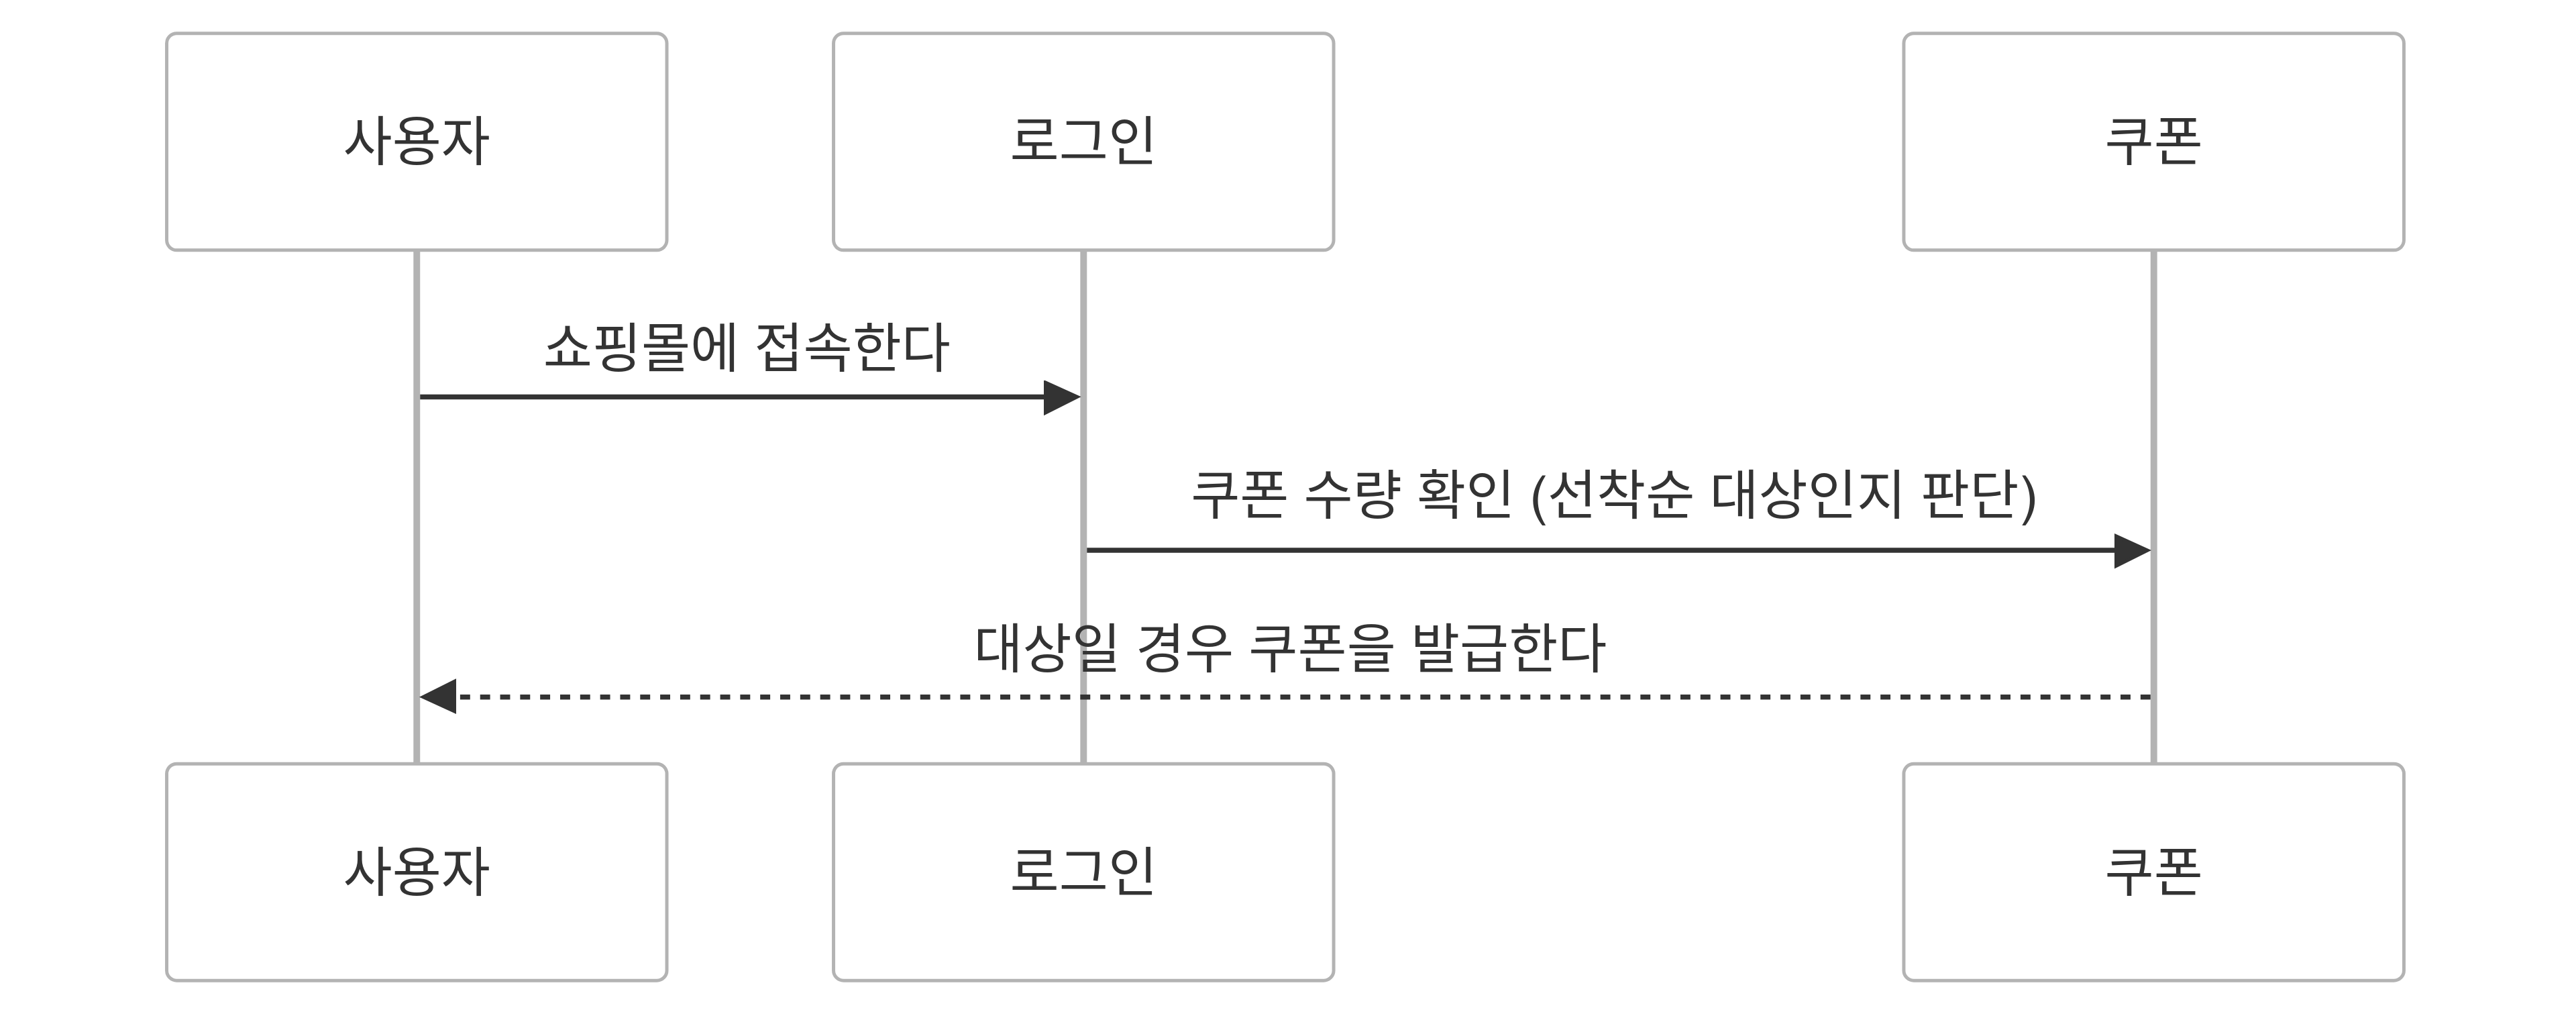 사용자
로그인
쿠폰
쇼핑몰에 접속한다
쿠폰 수량 확인 (선착순 대상인지 판단)
대상일 경우 쿠폰을 발급한다
사용자
로그인
쿠폰